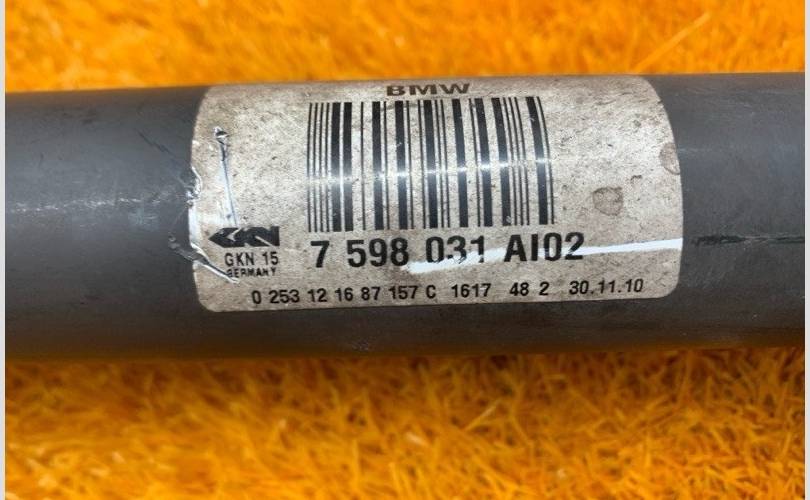 BMW
GKN
GKN 15
GERMANY
7 598 031 AI02
0 253 12 16 87 157 C 1617 48 2 30.11.10